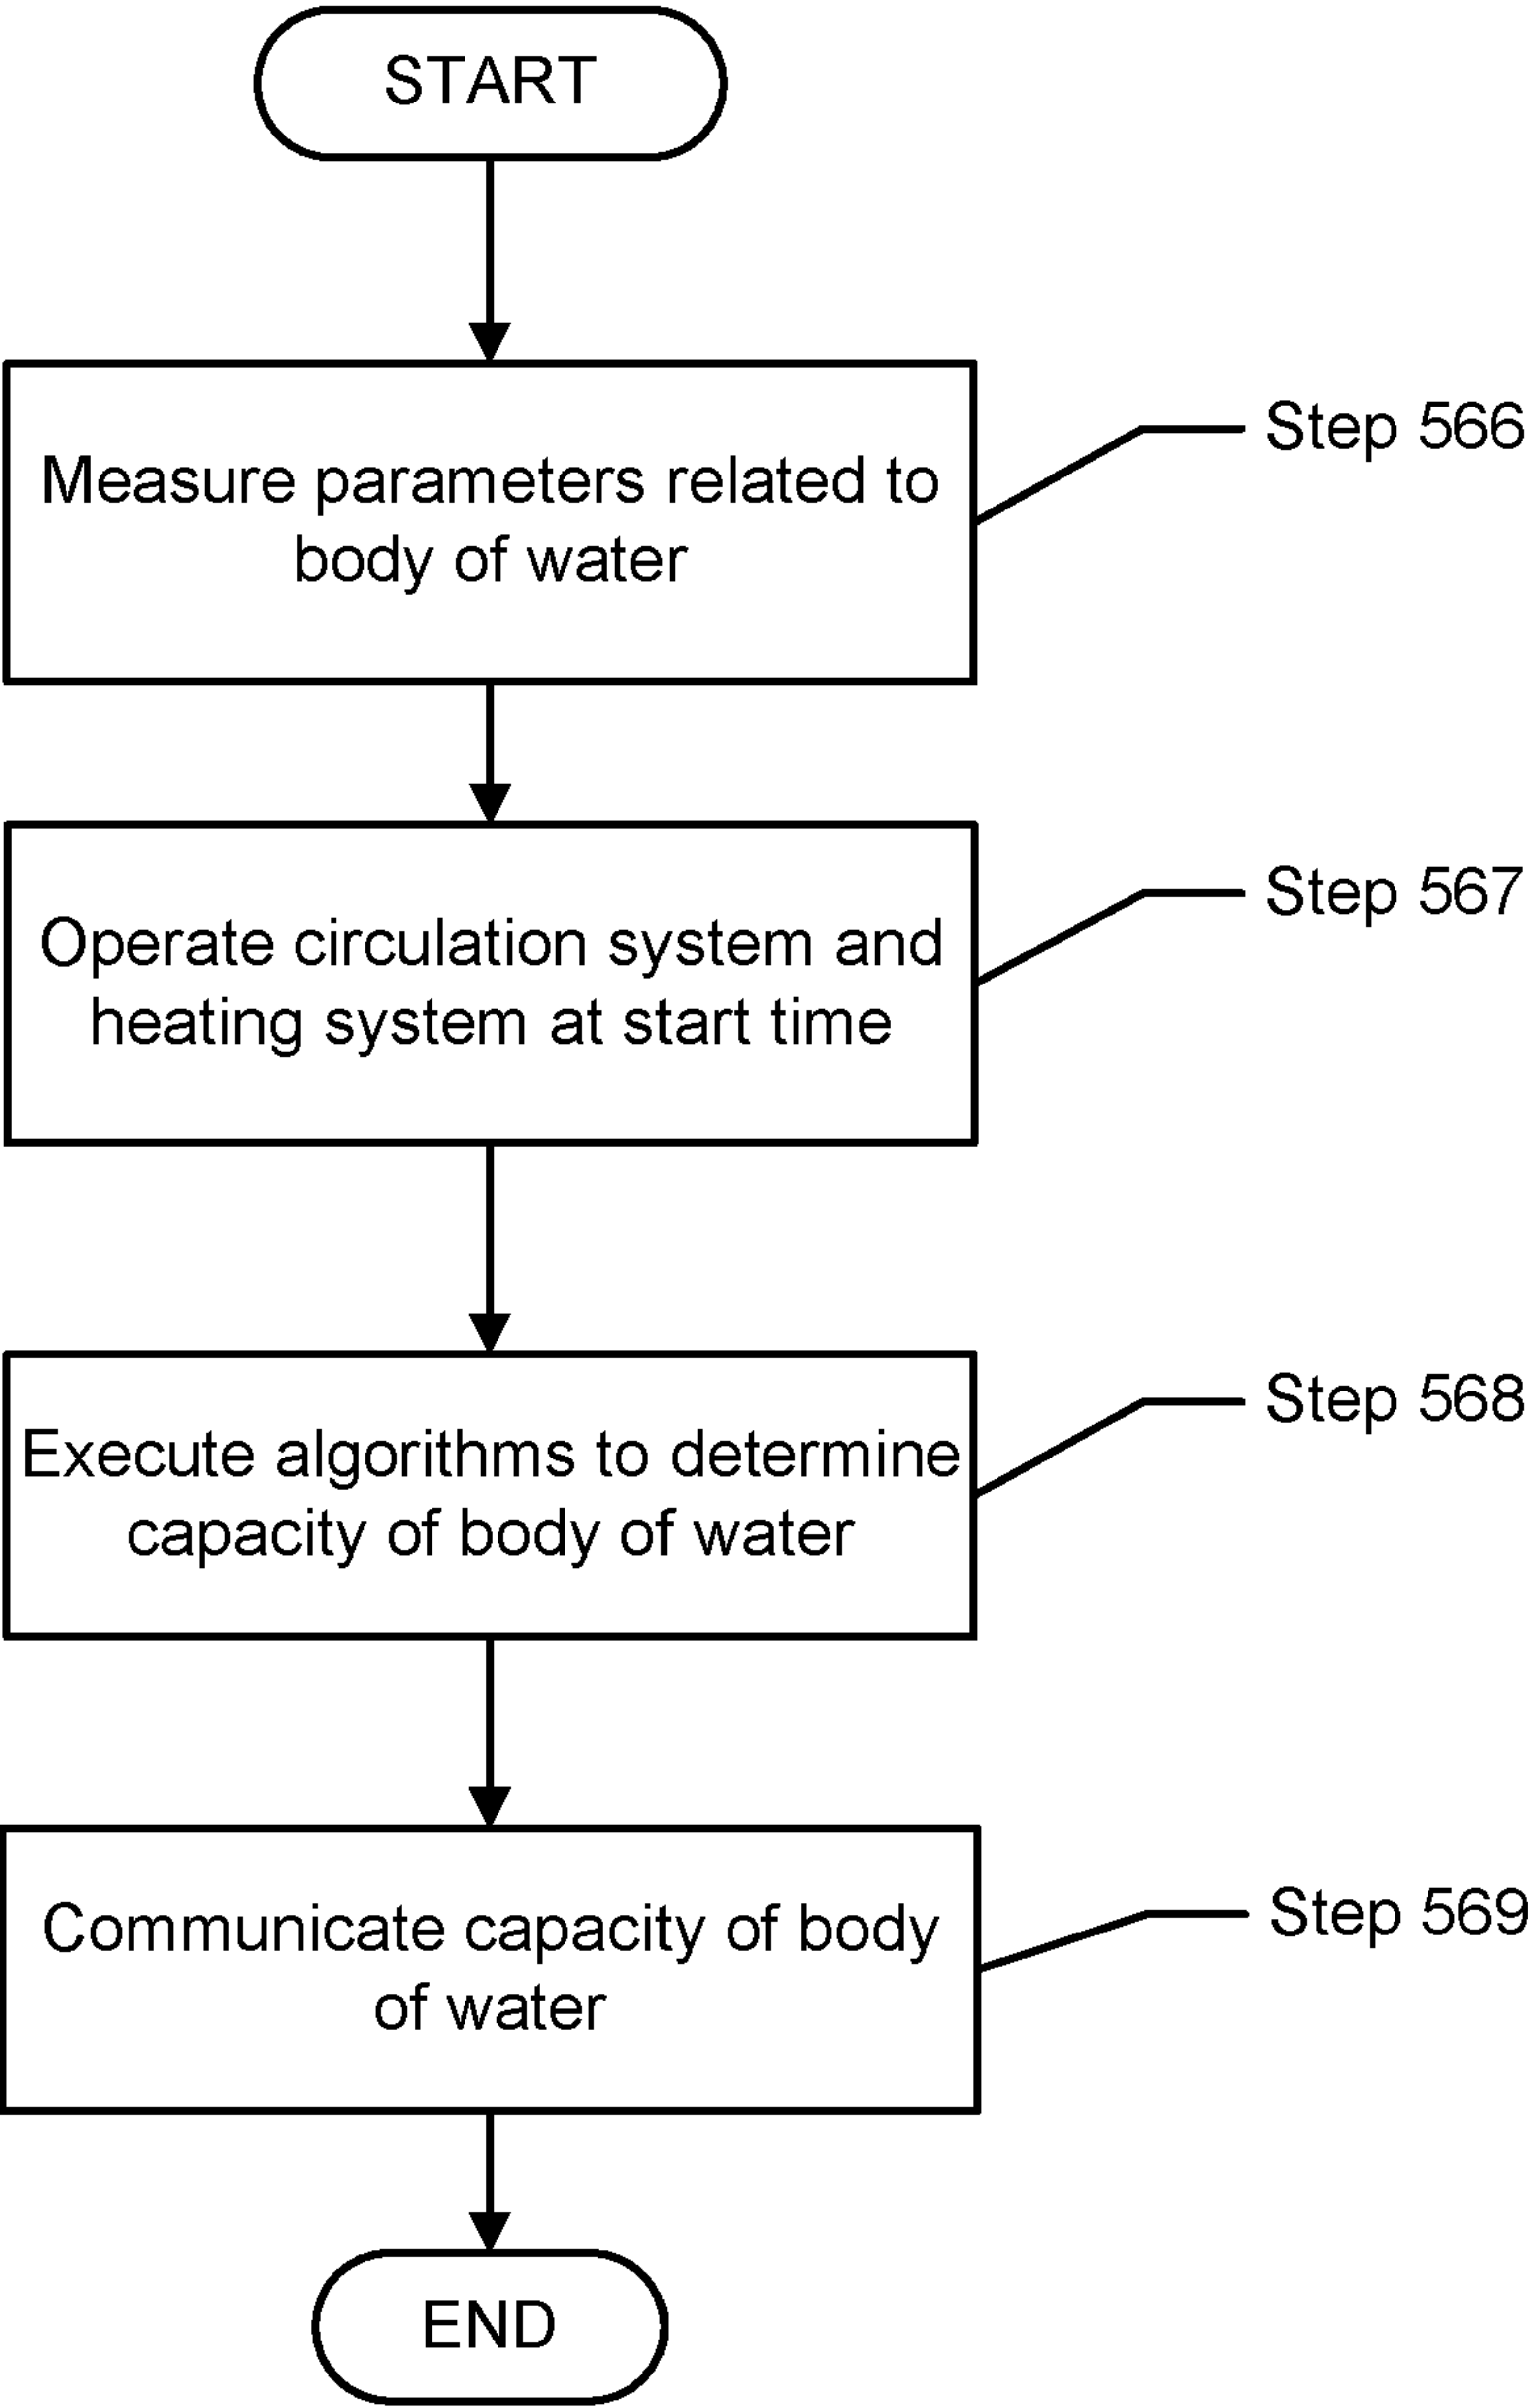 START
Measure parameters related to
body of water
Step 566
Operate circulation system and
heating system at start time
Step 567
Execute algorithms to determine
capacity of body of water
Step 568
Communicate capacity of body
of water
Step 569
END